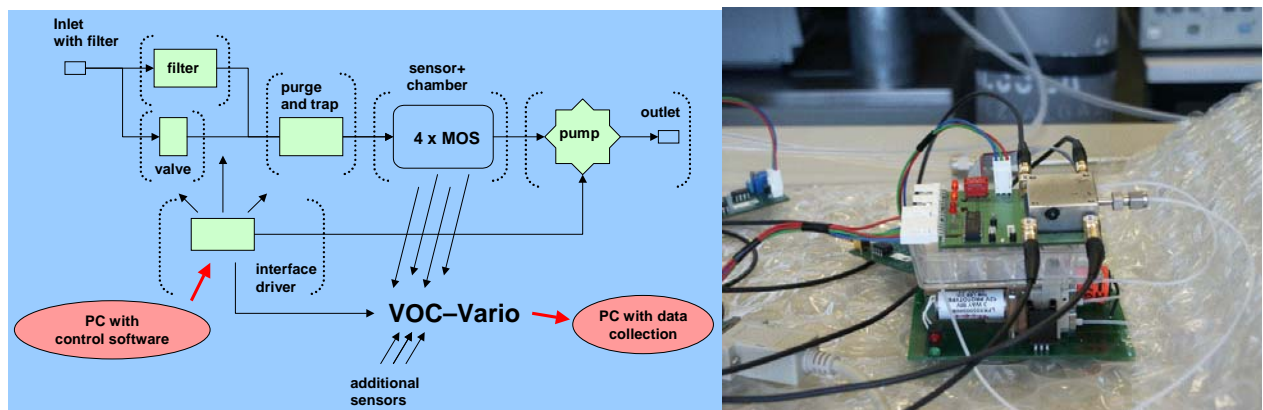 Inlet
with filter
filter
valve
purge
and trap
sensor+
chamber
4 x MOS
pump
outlet
interface
driver
PC with
control software
VOC–Vario
PC with data
collection
additional
sensors